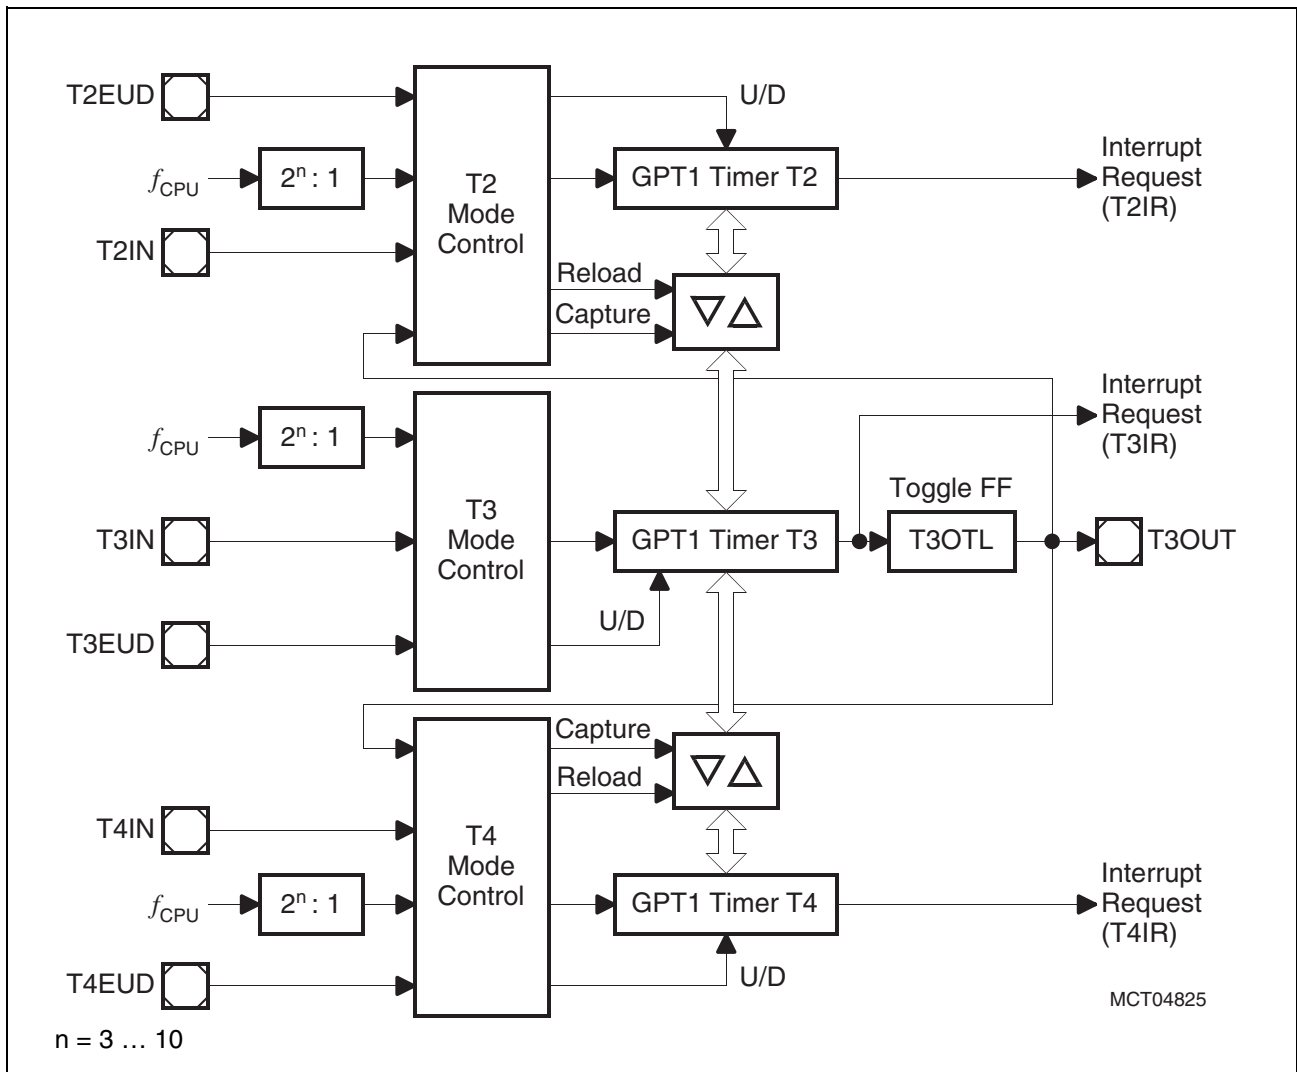 T2EUD
U/D
fCPU
2ⁿ : 1
T2
Mode
Control
GPT1 Timer T2
Interrupt
Request
(T2IR)
T2IN
Reload
Capture
Interrupt
Request
(T3IR)
fCPU
2ⁿ : 1
T3
Mode
Control
Toggle FF
T3IN
GPT1 Timer T3
T3OTL
T3OUT
U/D
T3EUD
Capture
Reload
T4IN
T4
Mode
Control
fCPU
2ⁿ : 1
GPT1 Timer T4
Interrupt
Request
(T4IR)
T4EUD
U/D
MCT04825
n = 3 … 10